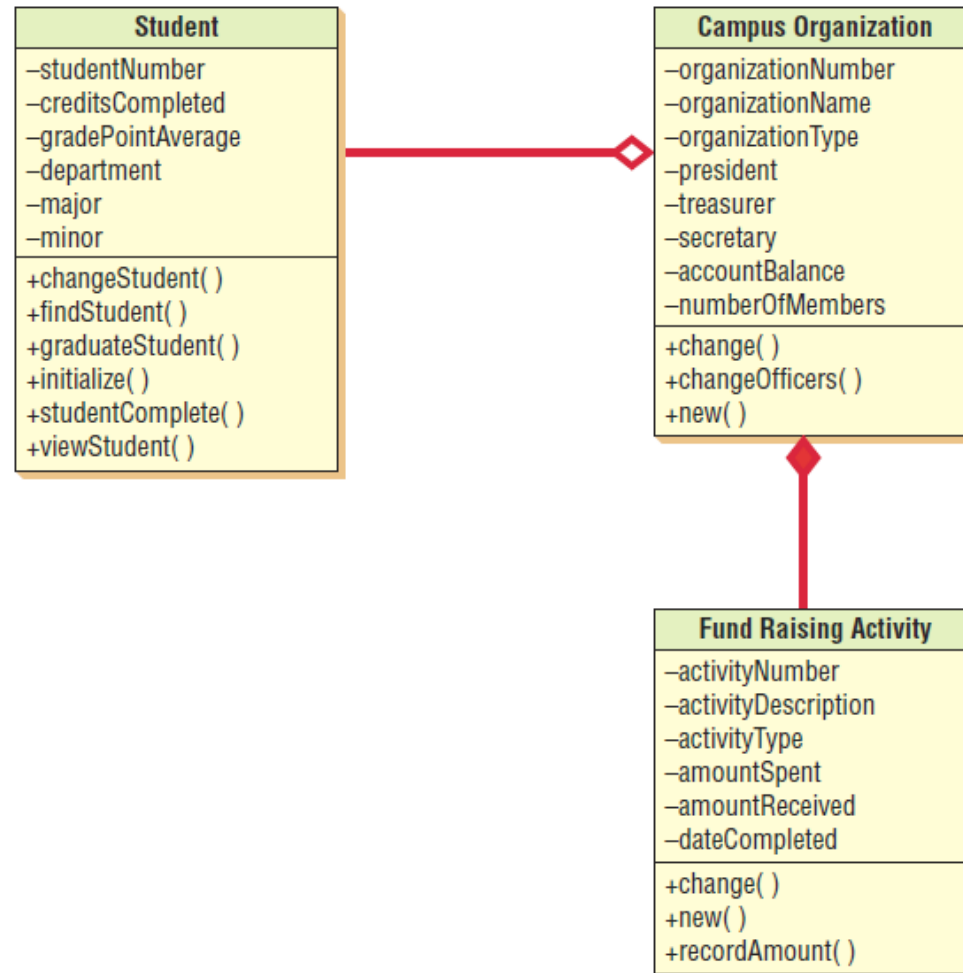 Student
–studentNumber
–creditsCompleted
–gradePointAverage
–department
–major
–minor
+changeStudent( )
+findStudent( )
+graduateStudent( )
+initialize( )
+studentComplete( )
+viewStudent( )
Campus Organization
–organizationNumber
–organizationName
–organizationType
–president
–treasurer
–secretary
–accountBalance
–numberOfMembers
+change( )
+changeOfficers( )
+new( )
Fund Raising Activity
–activityNumber
–activityDescription
–activityType
–amountSpent
–amountReceived
–dateCompleted
+change( )
+new( )
+recordAmount( )